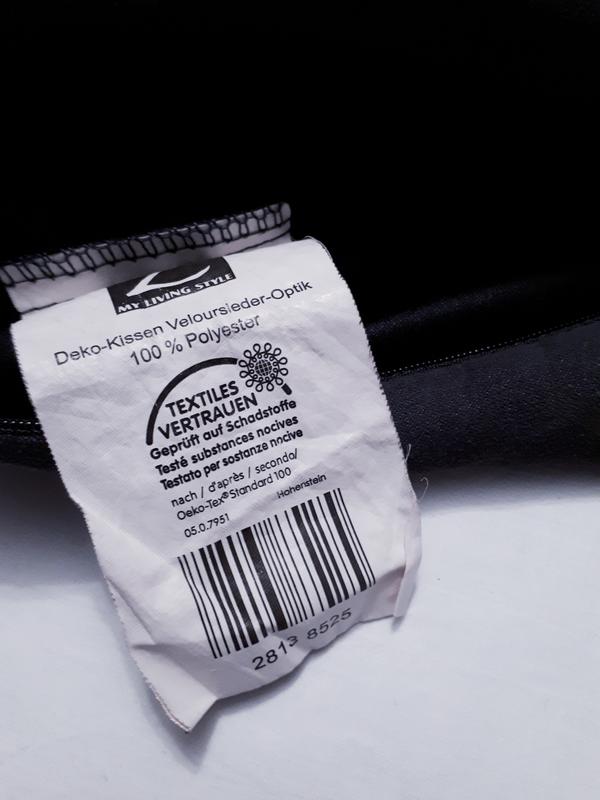 MY LIVING STYLE
Deko-Kissen Veloursleder-Optik
100 % Polyester
TEXTILES
VERTRAUEN
Geprüft auf Schadstoffe
Testé substances nocives
Testato per sostanze nocive
nach / d'après / secondo/
Oeko-Tex® Standard 100
05.0.7951 Hohenstein
2813 8525